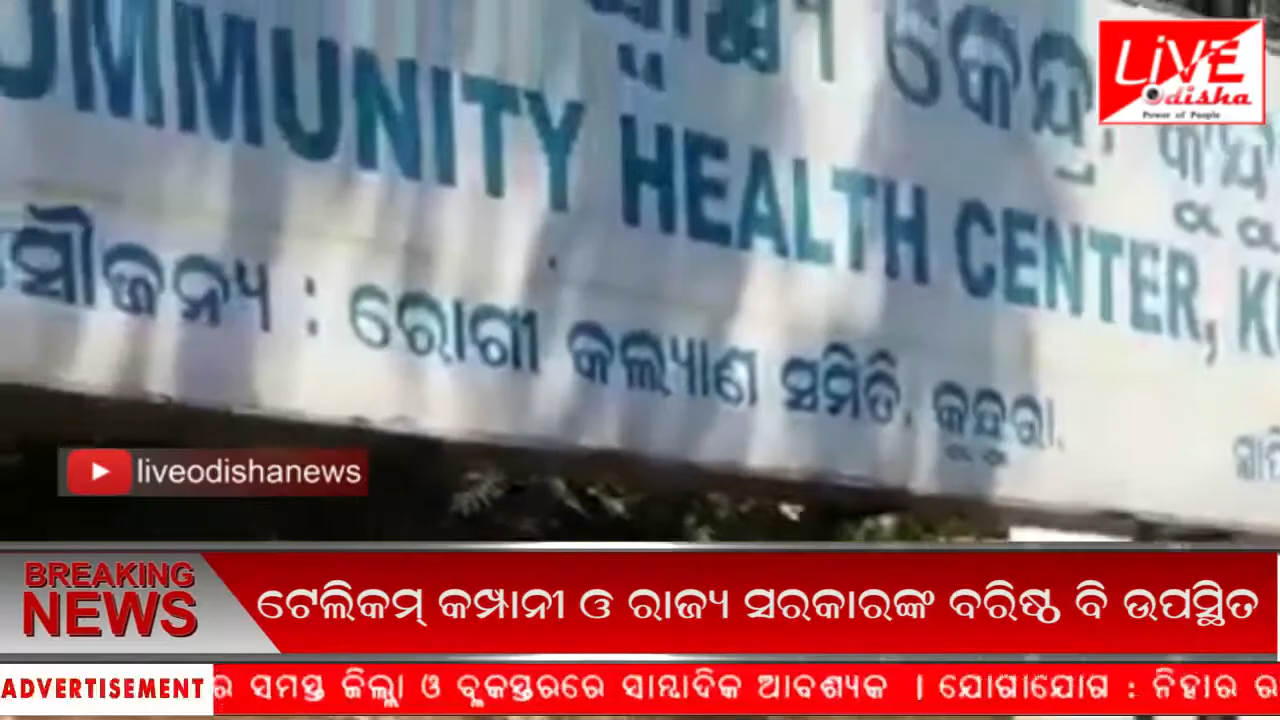 ସ୍ୱାସ୍ଥ୍ୟ କେନ୍ଦ୍ର,
COMMUNITY HEALTH CENTER,
ସୌଜନ୍ୟ : ରୋଗୀ କଲ୍ୟାଣ ସମିତି, କୁନ୍ଦୁରା.
LiVE
Odisha
Power of People
liveodishanews
BREAKING
NEWS
ଟେଲିକମ୍ କମ୍ପାନୀ ଓ ରାଜ୍ୟ ସରକାରଙ୍କ ବରିଷ୍ଠ ବି ଉପସ୍ଥିତ
ADVERTISEMENT
ର ସମସ୍ତ ଜିଲ୍ଲା ଓ ବ୍ଲକସ୍ତରରେ ସାମ୍ବାଦିକ ଆବଶ୍ୟକ । ଯୋଗାଯୋଗ : ନିହାର ର